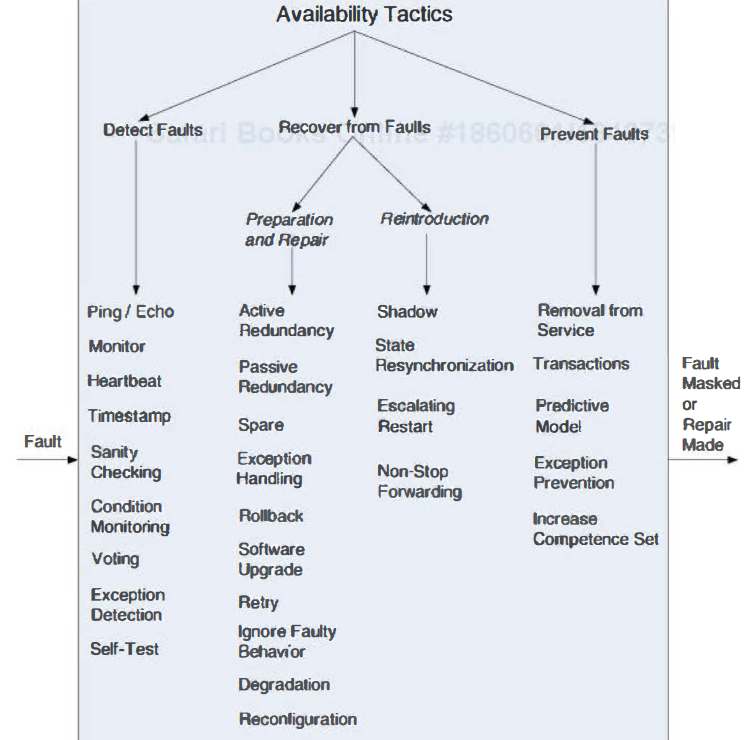 Availability Tactics
Detect Faults
Recover from Faults
Prevent Faults
Safari Books Online
Preparation
and Repair
Reintroduction
Ping / Echo
Monitor
Heartbeat
Timestamp
Sanity
Checking
Condition
Monitoring
Voting
Exception
Detection
Self-Test
Active
Redundancy
Passive
Redundancy
Spare
Exception
Handling
Rollback
Software
Upgrade
Retry
Ignore Faulty
Behavior
Degradation
Reconfiguration
Shadow
State
Resynchronization
Escalating
Restart
Non-Stop
Forwarding
Removal from
Service
Transactions
Predictive
Model
Exception
Prevention
Increase
Competence Set
Fault
Fault
Masked
or
Repair
Made